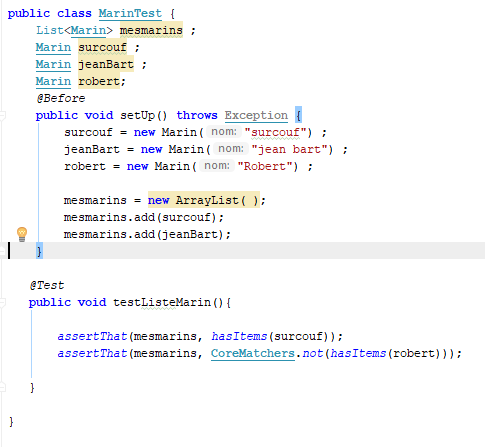 public class MarinTest {
List<Marin> mesmarins ;
Marin surcouf ;
Marin jeanBart ;
Marin robert;
@Before
public void setUp() throws Exception {
surcouf = new Marin( nom: "surcouf") ;
jeanBart = new Marin( nom: "jean bart") ;
robert = new Marin( nom: "Robert") ;
mesmarins = new ArrayList( );
mesmarins.add(surcouf);
mesmarins.add(jeanBart);
}
@Test
public void testListeMarin(){
assertThat(mesmarins, hasItems(surcouf));
assertThat(mesmarins, CoreMatchers.not(hasItems(robert)));
}
}